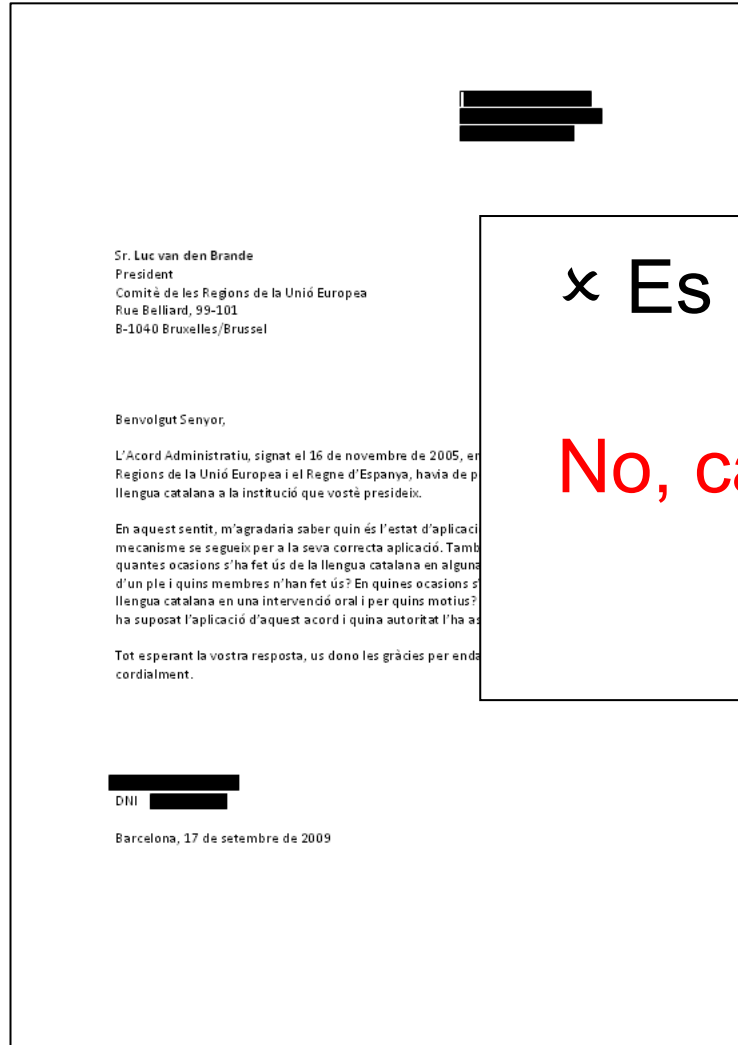 Sr. Luc van den Brande
President
Comitè de les Regions de la Unió Europea
Rue Belliard, 99-101
B-1040 Bruxelles/Brussel
Benvolgut Senyor,
L'Acord Administratiu, signat el 16 de novembre de 2005, en
Regions de la Unió Europea i el Regne d'Espanya, havia de p
llengua catalana a la institució que vostè presideix.
En aquest sentit, m'agradaria saber quin és l'estat d'aplicaci
mecanisme se segueix per a la seva correcta aplicació. Tamb
quantes ocasions s'ha fet ús de la llengua catalana en alguna
d'un ple i quins membres n'han fet ús? En quines ocasions s'
llengua catalana en una intervenció oral i per quins motius?
ha suposat l'aplicació d'aquest acord i quina autoritat l'ha as
Tot esperant la vostra resposta, us dono les gràcies per enda
cordialment.
DNI
Barcelona, 17 de setembre de 2009
× Es
No, ca